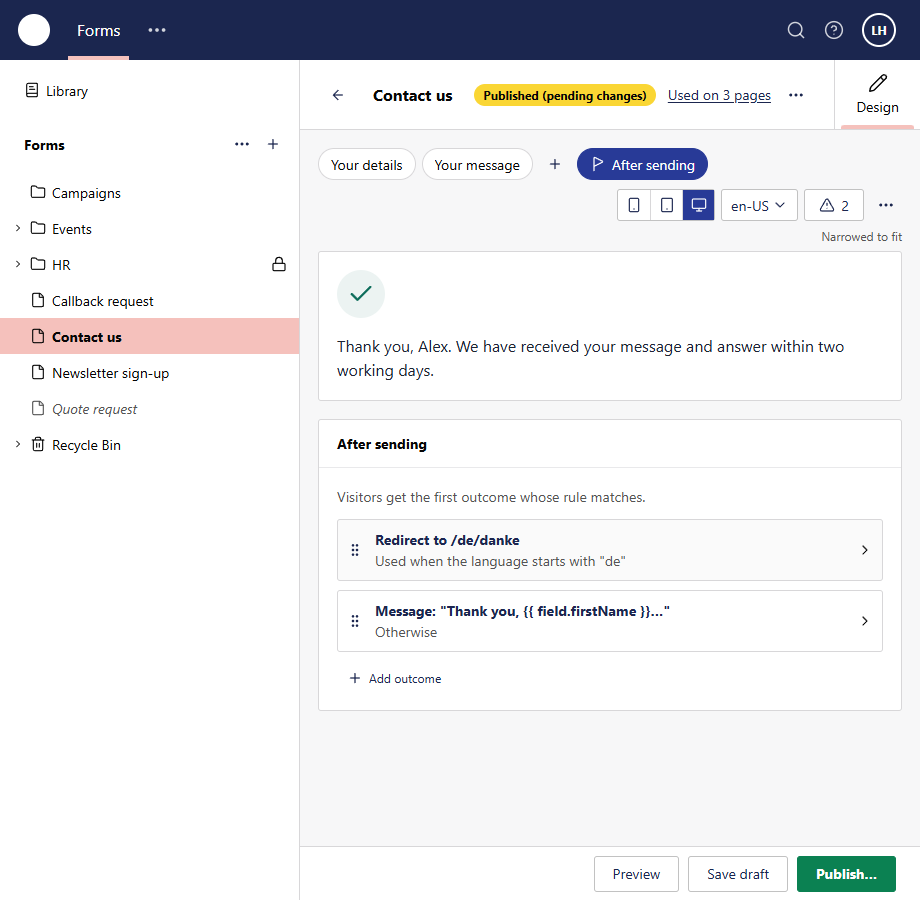 Forms
LH
Library
Forms
Campaigns
Events
HR
Callback request
Contact us
Newsletter sign-up
Quote request
Recycle Bin
Contact us
Published (pending changes)
Used on 3 pages
Design
Your details
Your message
After sending
en-US
2
Narrowed to fit
Thank you, Alex. We have received your message and answer within two
working days.
After sending
Visitors get the first outcome whose rule matches.
Redirect to /de/danke
Used when the language starts with "de"
Message: "Thank you, {{ field.firstName }}…"
Otherwise
Add outcome
Preview
Save draft
Publish…